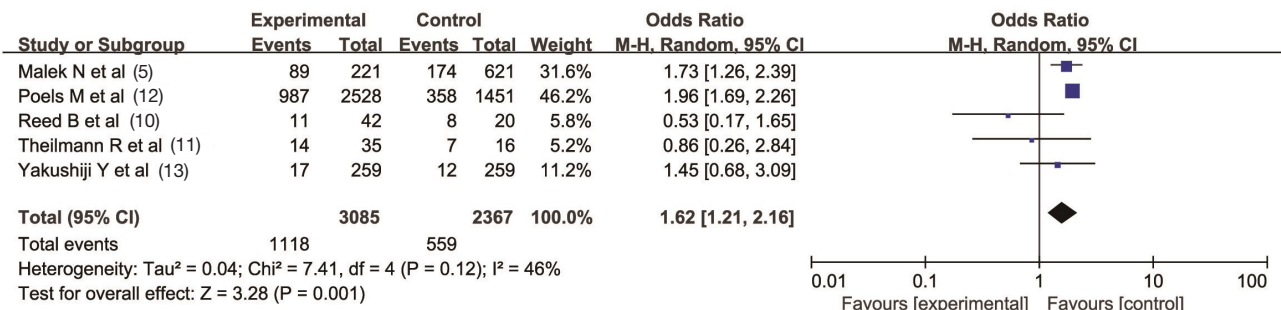 Experimental Control Odds Ratio Odds Ratio
Study or Subgroup Events Total Events Total Weight M-H, Random, 95% CI M-H, Random, 95% CI
Malek N et al (5) 89 221 174 621 31.6% 1.73 [1.26, 2.39]
Poels M et al (12) 987 2528 358 1451 46.2% 1.96 [1.69, 2.26]
Reed B et al (10) 11 42 8 20 5.8% 0.53 [0.17, 1.65]
Theilmann R et al (11) 14 35 7 16 5.2% 0.86 [0.26, 2.84]
Yakushiji Y et al (13) 17 259 12 259 11.2% 1.45 [0.68, 3.09]
Total (95% CI) 3085 2367 100.0% 1.62 [1.21, 2.16]
Total events 1118 559
Heterogeneity: Tau² = 0.04; Chi² = 7.41, df = 4 (P = 0.12); I² = 46%
Test for overall effect: Z = 3.28 (P = 0.001)
0.01 0.1 1 10 100
Favours [experimental] Favours [control]